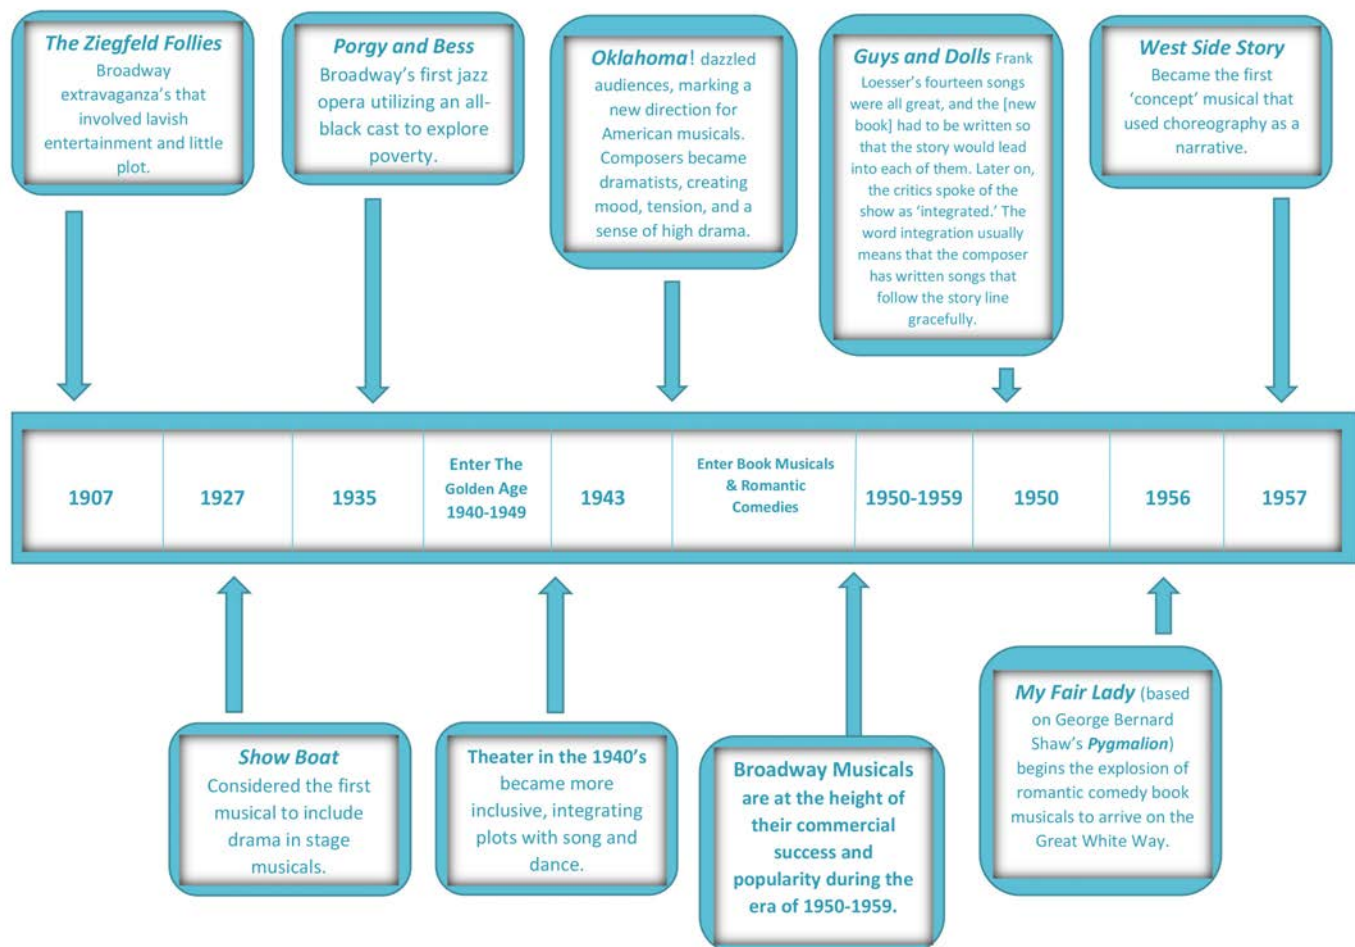 The Ziegfeld Follies
Broadway
extravaganza's that
involved lavish
entertainment and little
plot.
Porgy and Bess
Broadway's first jazz
opera utilizing an all-
black cast to explore
poverty.
Oklahoma! dazzled
audiences, marking a
new direction for
American musicals.
Composers became
dramatists, creating
mood, tension, and a
sense of high drama.
Guys and Dolls Frank
Loesser's fourteen songs
were all great, and the [new
book] had to be written so
that the story would lead
into each of them. Later on,
the critics spoke of the
show as 'integrated.' The
word integration usually
means that the composer
has written songs that
follow the story line
gracefully.
West Side Story
Became the first
'concept' musical that
used choreography as a
narrative.
1907
1927
1935
Enter The
Golden Age
1940-1949
1943
Enter Book Musicals
& Romantic
Comedies
1950-1959
1950
1956
1957
Show Boat
Considered the first
musical to include
drama in stage
musicals.
Theater in the 1940's
became more
inclusive, integrating
plots with song and
dance.
Broadway Musicals
are at the height of
their commercial
success and
popularity during the
era of 1950-1959.
My Fair Lady (based
on George Bernard
Shaw's Pygmalion)
begins the explosion of
romantic comedy book
musicals to arrive on the
Great White Way.